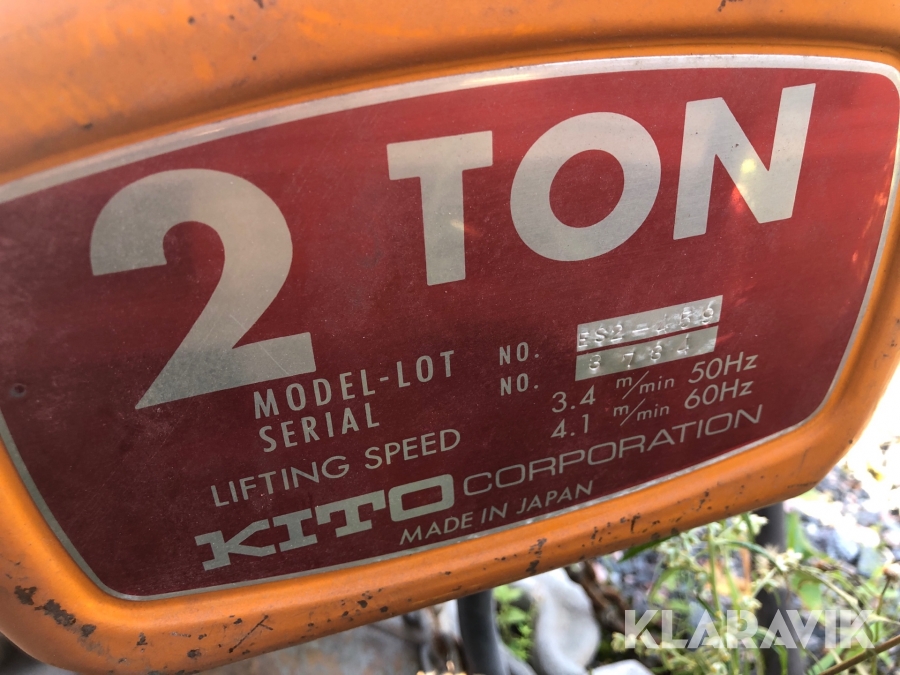 2 TON
MODEL-LOT NO.
SERIAL NO.
LIFTING SPEED 3.4 m/min 50Hz
4.1 m/min 60Hz
KITO CORPORATION
MADE IN JAPAN
KLARAVIK